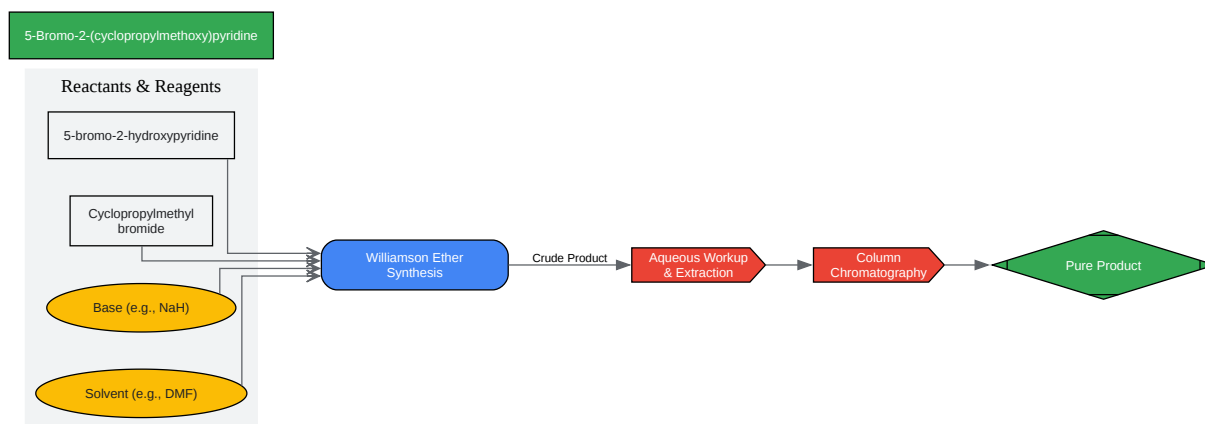 5-Bromo-2-(cyclopropylmethoxy)pyridine
Reactants & Reagents
5-bromo-2-hydroxypyridine
Cyclopropylmethyl
bromide
Base (e.g., NaH)
Solvent (e.g., DMF)
Williamson Ether
Synthesis
Crude Product
Aqueous Workup
& Extraction
Column
Chromatography
Pure Product